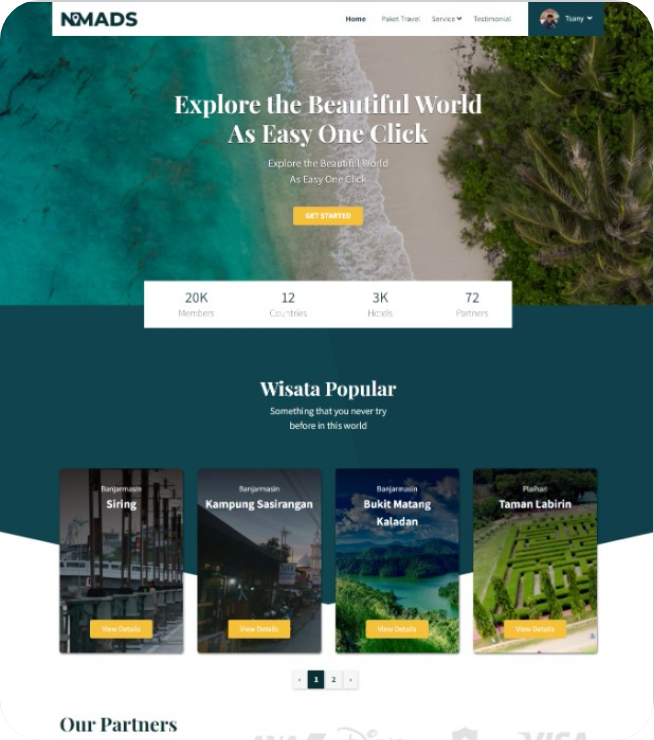 NOMADS
Home Paket Travel Service Testimonial Tsany
Explore the Beautiful World
As Easy One Click
Explore the Beautiful World
As Easy One Click
GET STARTED
20K 12 3K 72
Members Countries Hotels Partners
Wisata Popular
Something that you never try
before in this world
Banjarmasin
Siring
View Details
Banjarmasin
Kampung Sasirangan
View Details
Banjarmasin
Bukit Matang
Kaladan
View Details
Plaihari
Taman Labirin
View Details
‹ 1 2 ›
Our Partners
VISA